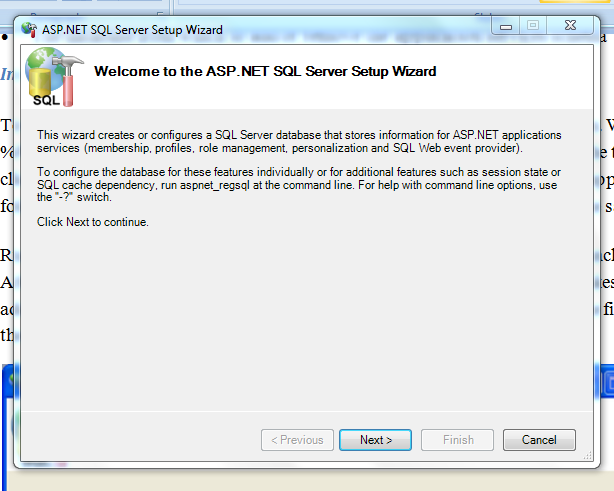 ASP.NET SQL Server Setup Wizard
Welcome to the ASP.NET SQL Server Setup Wizard
SQL
This wizard creates or configures a SQL Server database that stores information for ASP.NET applications
services (membership, profiles, role management, personalization and SQL Web event provider).
To configure the database for these features individually or for additional features such as session state or
SQL cache dependency, run aspnet_regsql at the command line. For help with command line options, use
the "-?" switch.
Click Next to continue.
< Previous
Next >
Finish
Cancel